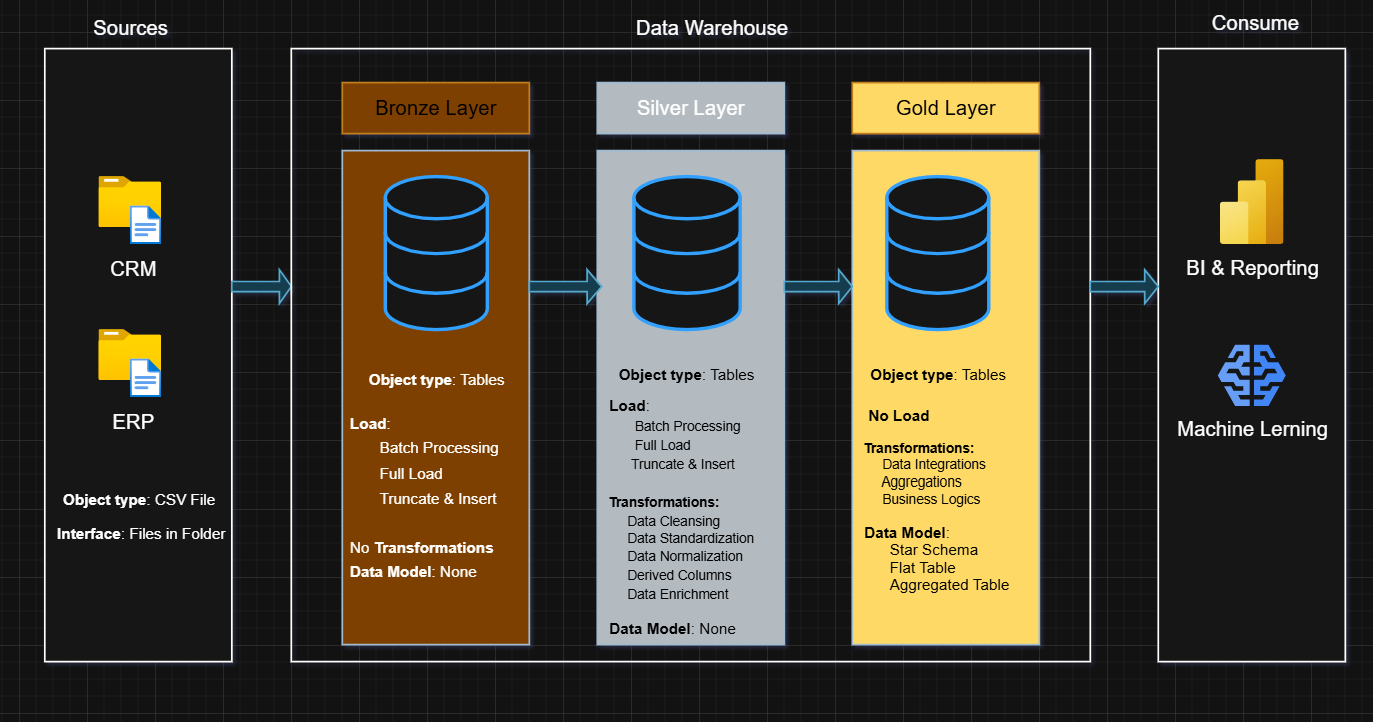 Sources
CRM
ERP
Object type: CSV File
Interface: Files in Folder
Data Warehouse
Bronze Layer
Object type: Tables
Load:
Batch Processing
Full Load
Truncate & Insert
No Transformations
Data Model: None
Silver Layer
Object type: Tables
Load:
Batch Processing
Full Load
Truncate & Insert
Transformations:
Data Cleansing
Data Standardization
Data Normalization
Derived Columns
Data Enrichment
Data Model: None
Gold Layer
Object type: Tables
No Load
Transformations:
Data Integrations
Aggregations
Business Logics
Data Model:
Star Schema
Flat Table
Aggregated Table
Consume
BI & Reporting
Machine Lerning